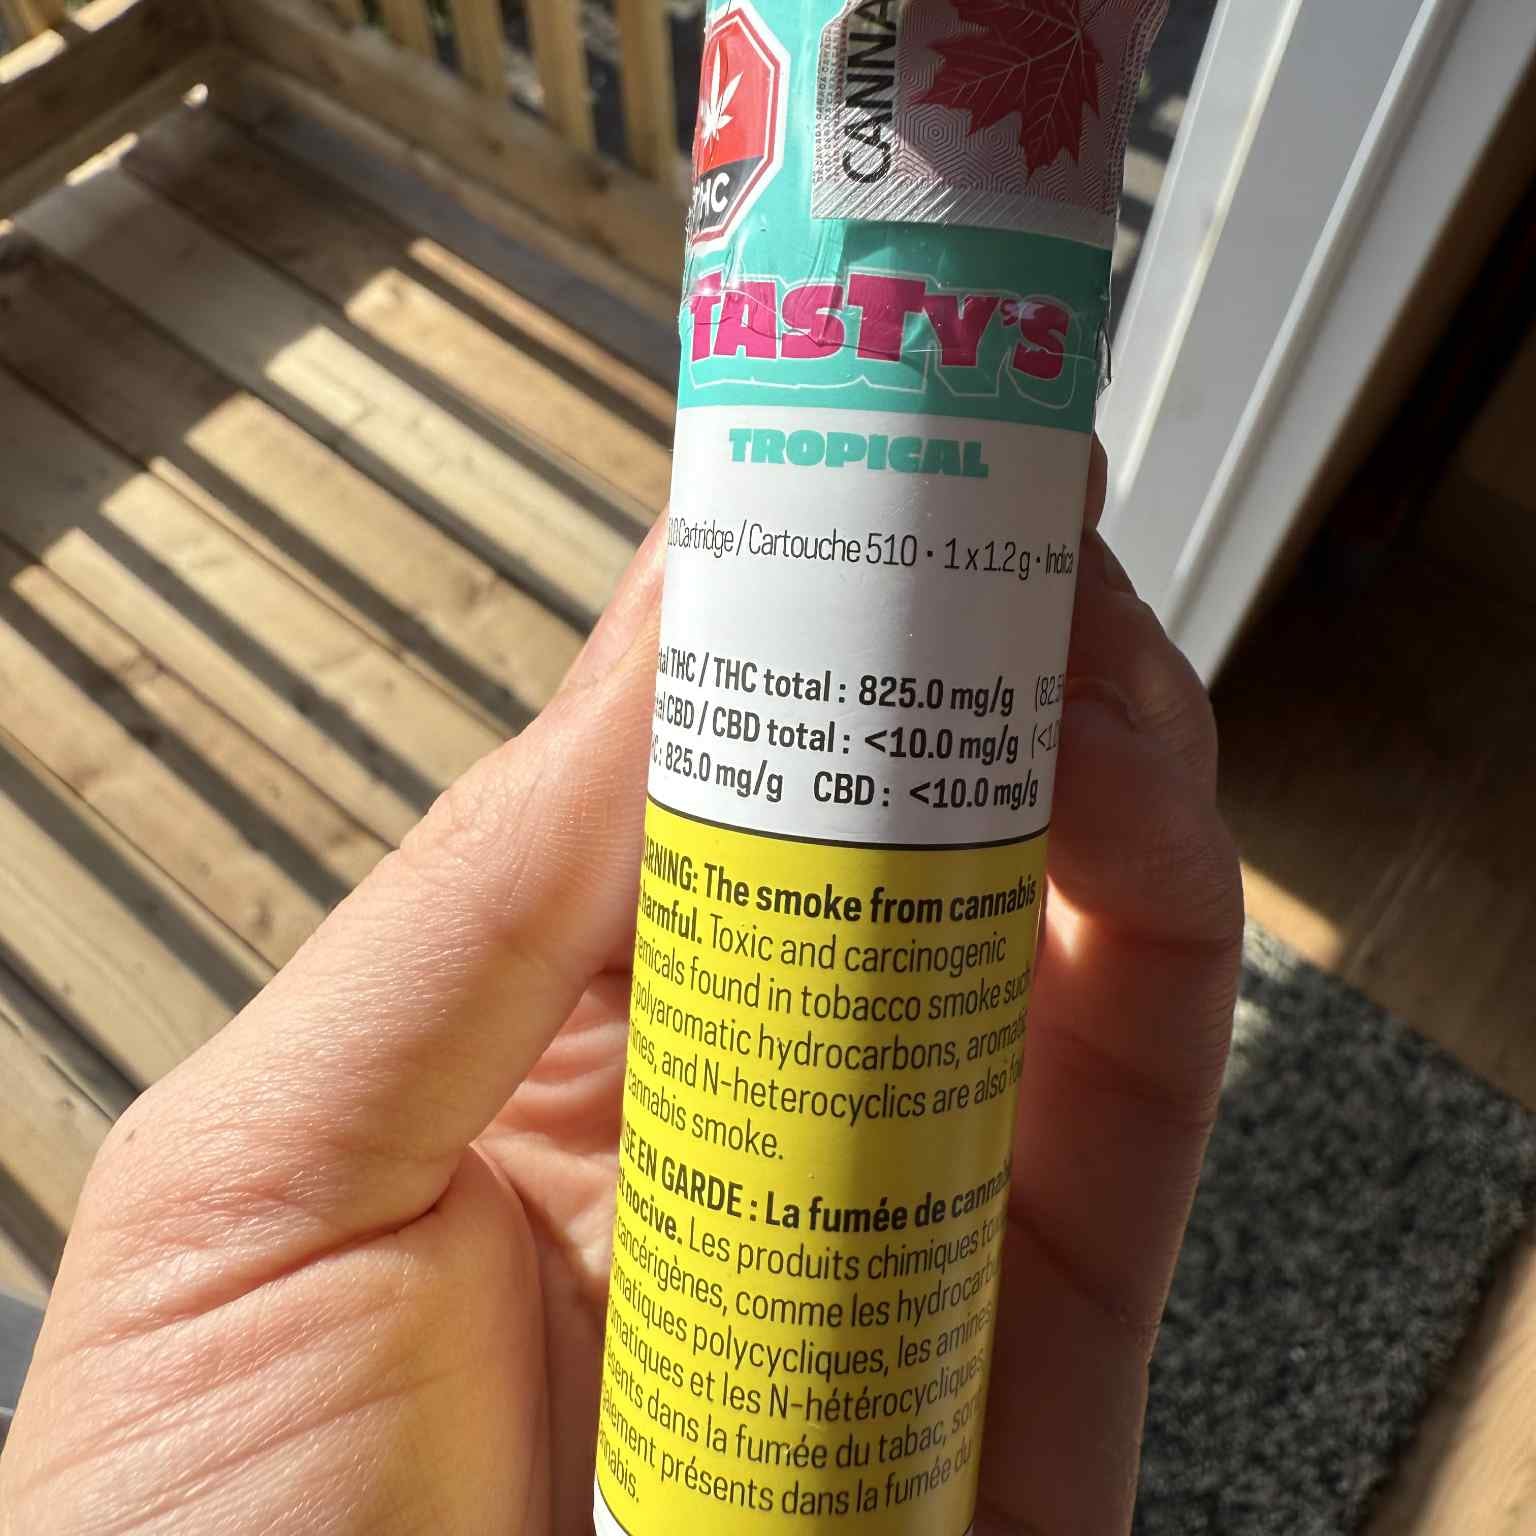 CANNA
THC
TASTY'S
TROPICAL
Cartridge / Cartouche 510 • 1 x 1.2 g • Indica
THC / THC total : 825.0 mg/g
CBD / CBD total : <10.0 mg/g
825.0 mg/g CBD : <10.0 mg/g
The smoke from cannabis
harmful. Toxic and carcinogenic
found in tobacco smoke such
polyaromatic hydrocarbons,
and N-heterocyclics are also
cannabis smoke.
EN GARDE : La fumée de
nocive. Les produits chimiques
cancérigènes, comme les
polycycliques, les amines
et les N-hétérocycliques
dans la fumée du tabac,
présents dans la fumée du